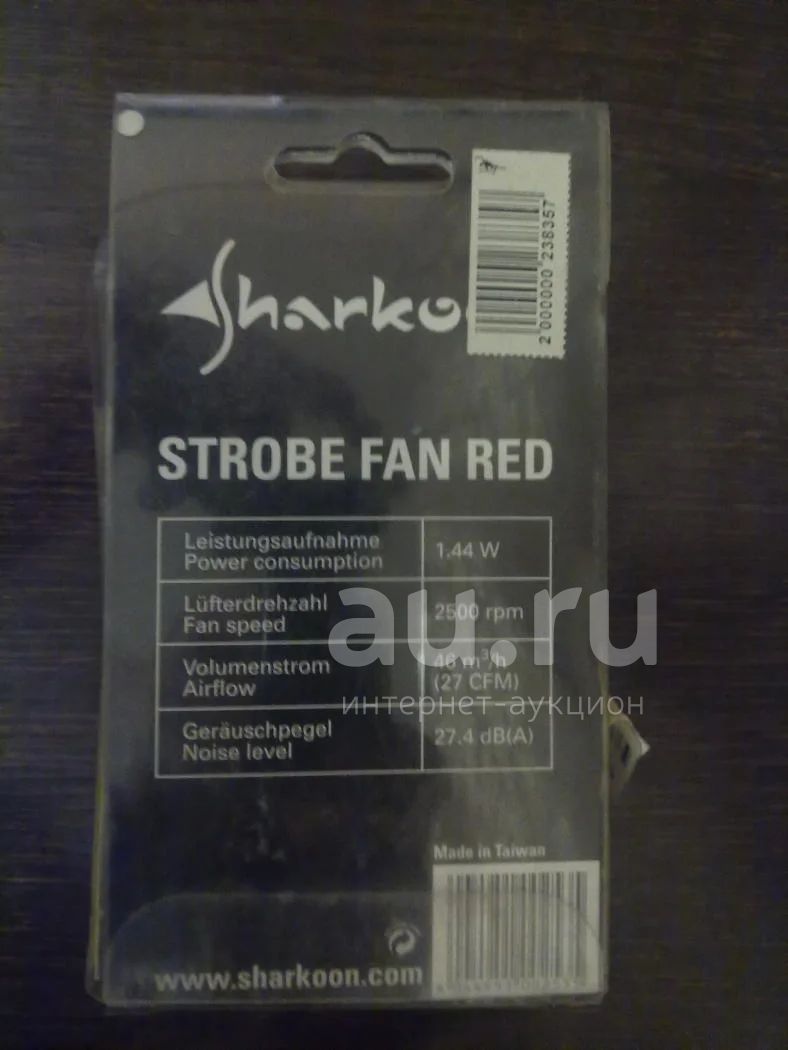 Sharkoo
2 000000 238357
STROBE FAN RED
Leistungsaufnahme
Power consumption
1.44 W
Lüfterdrehzahl
Fan speed
2500 rpm
Volumenstrom
Airflow
46 m³/h
(27 CFM)
Geräuschpegel
Noise level
27.4 dB(A)
au.ru
интернет-аукцион
Made in Taiwan
www.sharkoon.com